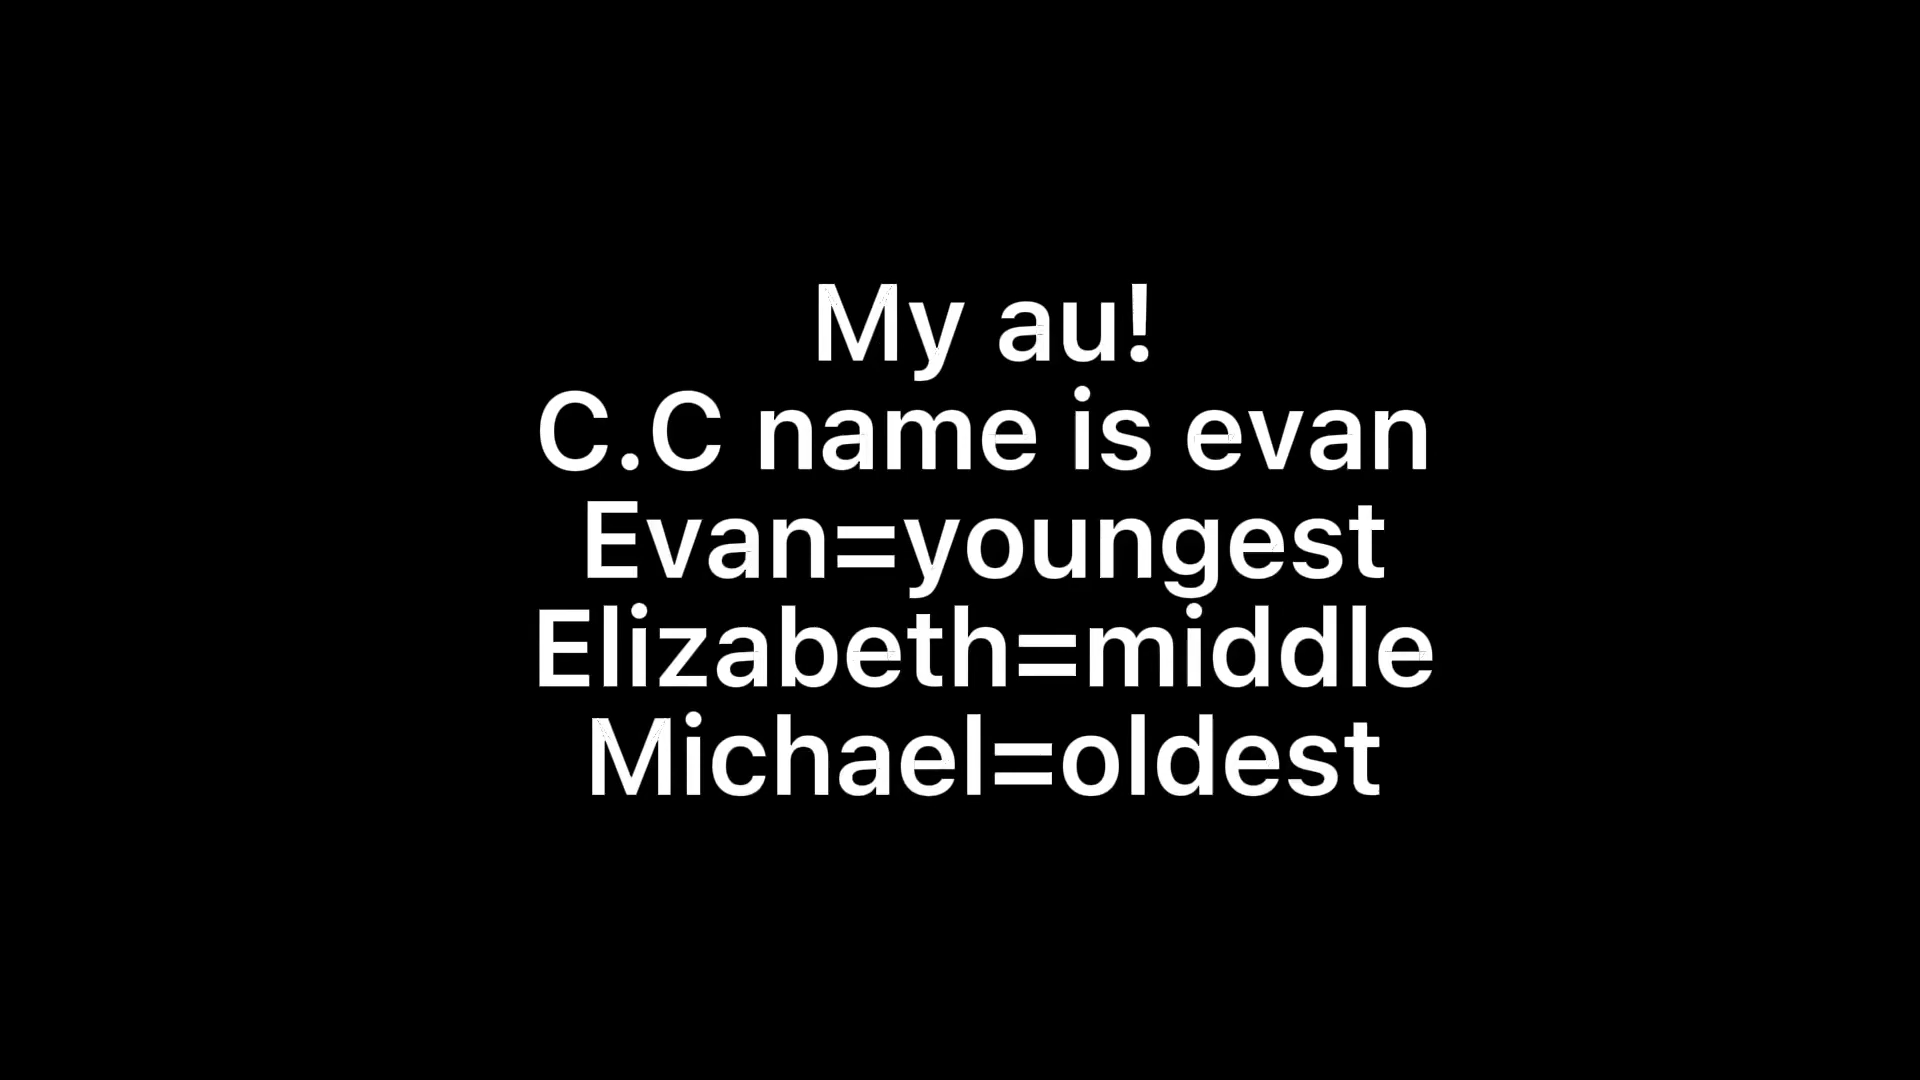 My au!
C.C name is evan
Evan=youngest
Elizabeth=middle
Michael=oldest